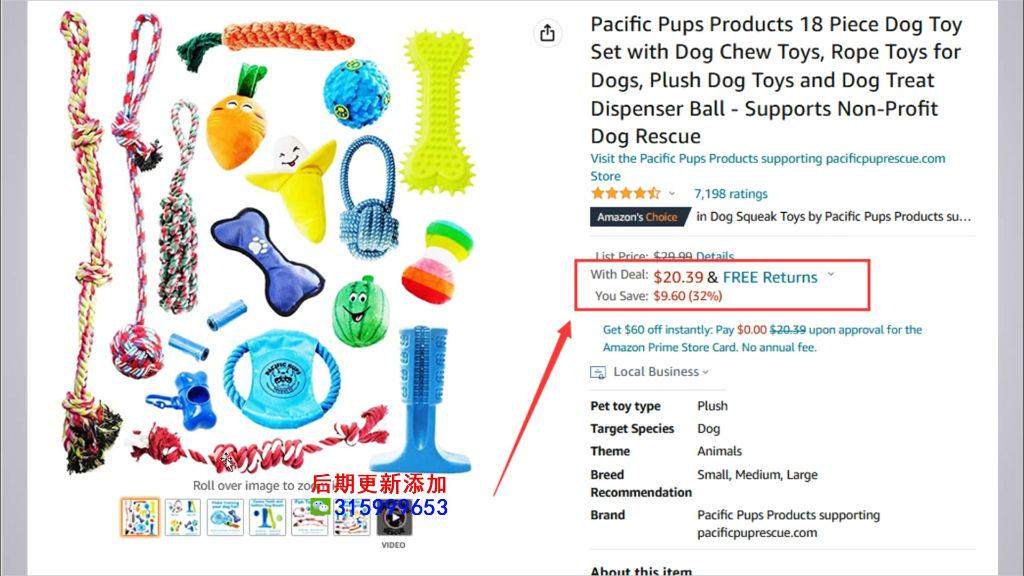 Pacific Pups Products 18 Piece Dog Toy
Set with Dog Chew Toys, Rope Toys for
Dogs, Plush Dog Toys and Dog Treat
Dispenser Ball - Supports Non-Profit
Dog Rescue
Visit the Pacific Pups Products supporting pacificpuprescue.com
Store
7,198 ratings
Amazon's Choice in Dog Squeak Toys by Pacific Pups Products su...
List Price: $29.99 Details
With Deal: $20.39 & FREE Returns
You Save: $9.60 (32%)
Get $60 off instantly: Pay $0.00 $20.39 upon approval for the
Amazon Prime Store Card. No annual fee.
Local Business
Pet toy type Plush
Target Species Dog
Theme Animals
Breed Recommendation Small, Medium, Large
Brand Pacific Pups Products supporting
pacificpuprescue.com
About this item
PACIFIC PUPS
Roll over image to zoom
后期更新添加
315999653
VIDEO